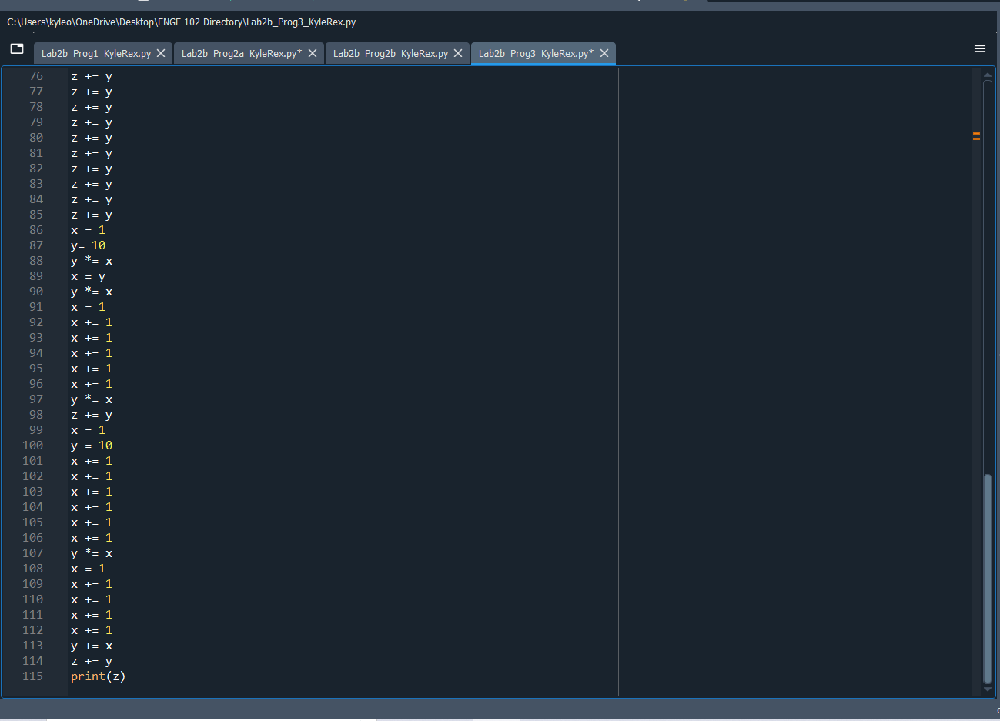 C:\Users\kyleo\OneDrive\Desktop\ENGE 102 Directory\Lab2b_Prog3_KyleRex.py
Lab2b_Prog1_KyleRex.py Lab2b_Prog2a_KyleRex.py* Lab2b_Prog2b_KyleRex.py Lab2b_Prog3_KyleRex.py*
76 z += y
77 z += y
78 z += y
79 z += y
80 z += y
81 z += y
82 z += y
83 z += y
84 z += y
85 z += y
86 x = 1
87 y= 10
88 y *= x
89 x = y
90 y *= x
91 x = 1
92 x += 1
93 x += 1
94 x += 1
95 x += 1
96 x += 1
97 y *= x
98 z += y
99 x = 1
100 y = 10
101 x += 1
102 x += 1
103 x += 1
104 x += 1
105 x += 1
106 x += 1
107 y *= x
108 x = 1
109 x += 1
110 x += 1
111 x += 1
112 x += 1
113 y += x
114 z += y
115 print(z)